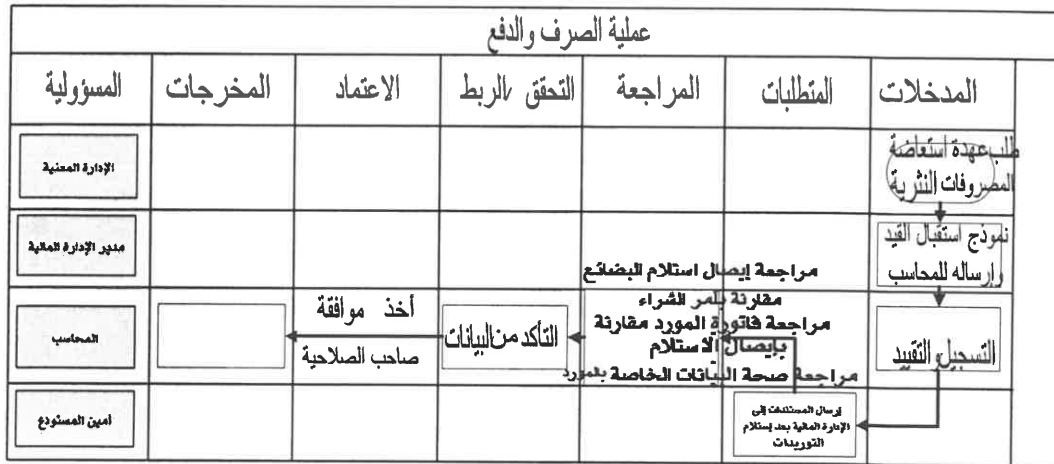 عملية الصرف والدفع
المدخلات
المتطلبات
المراجعة
التحقق /الربط
الاعتماد
المخرجات
المسؤولية
طلب عهدة استعاضة
المصروفات النثرية
الإدارة المعنية
نموذج استقبال القيد
وإرساله للمحاسب
مدير الإدارة المالية
مراجعة إيصال استلام البضائع
مقارنة بأمر الشراء
مراجعة فاتورة المورد مقارنة
بإيصال الاستلام
مراجعة صحة البيانات الخاصة بالمورد
التسجيل والتقييد
التأكد من البيانات
أخذ موافقة
صاحب الصلاحية
المحاسب
إرسال المستندات إلى
الإدارة المالية بعد إستلام
التوريدات
أمين المستودع